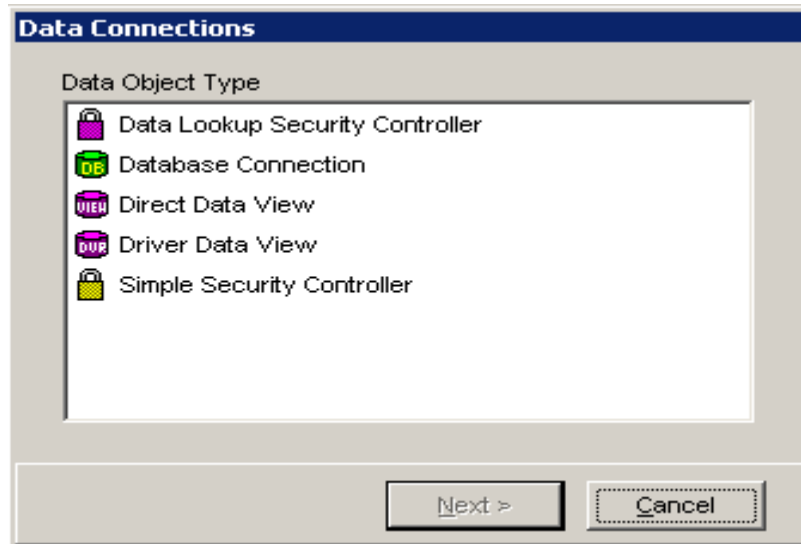 Data Connections
Data Object Type
Data Lookup Security Controller
DB Database Connection
VIEW Direct Data View
DVR Driver Data View
Simple Security Controller
Next >
Cancel